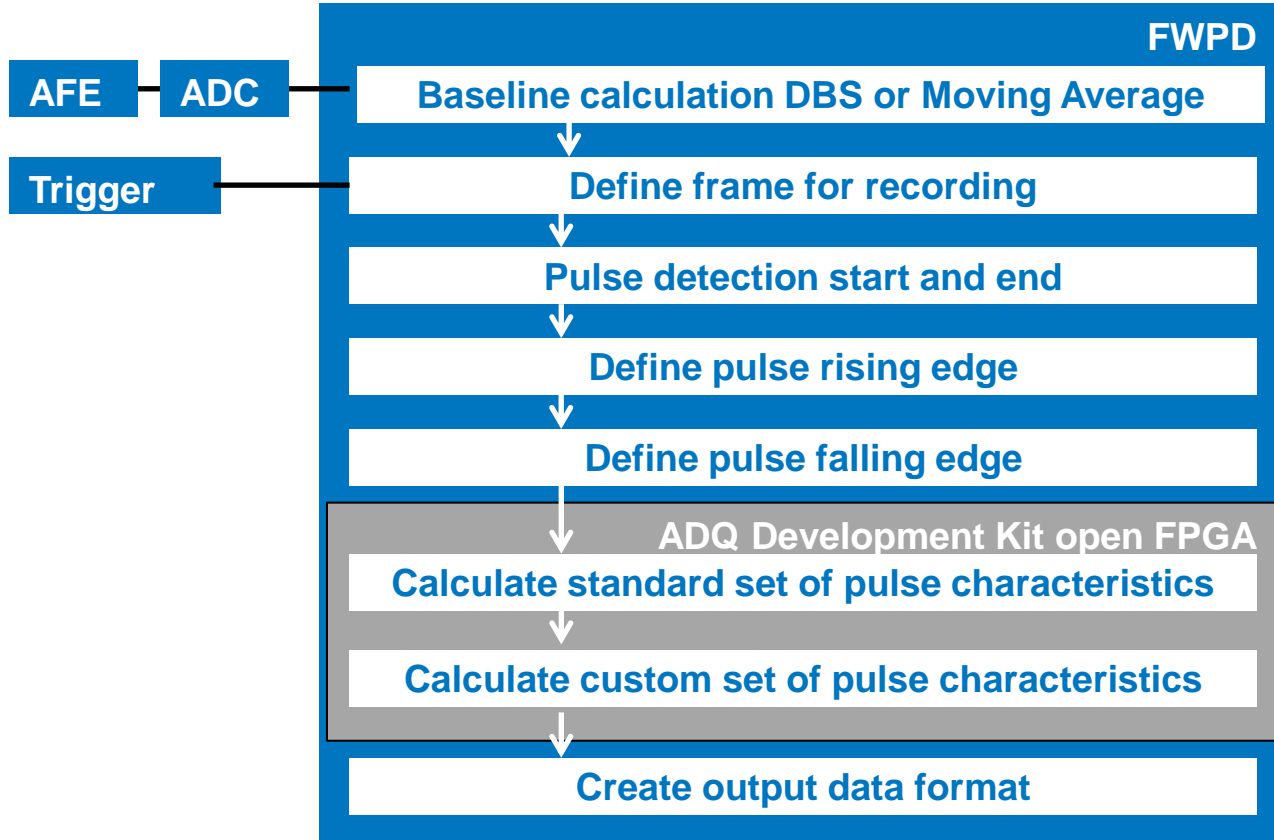 FWPD
AFE
ADC
Baseline calculation DBS or Moving Average
Trigger
Define frame for recording
Pulse detection start and end
Define pulse rising edge
Define pulse falling edge
ADQ Development Kit open FPGA
Calculate standard set of pulse characteristics
Calculate custom set of pulse characteristics
Create output data format